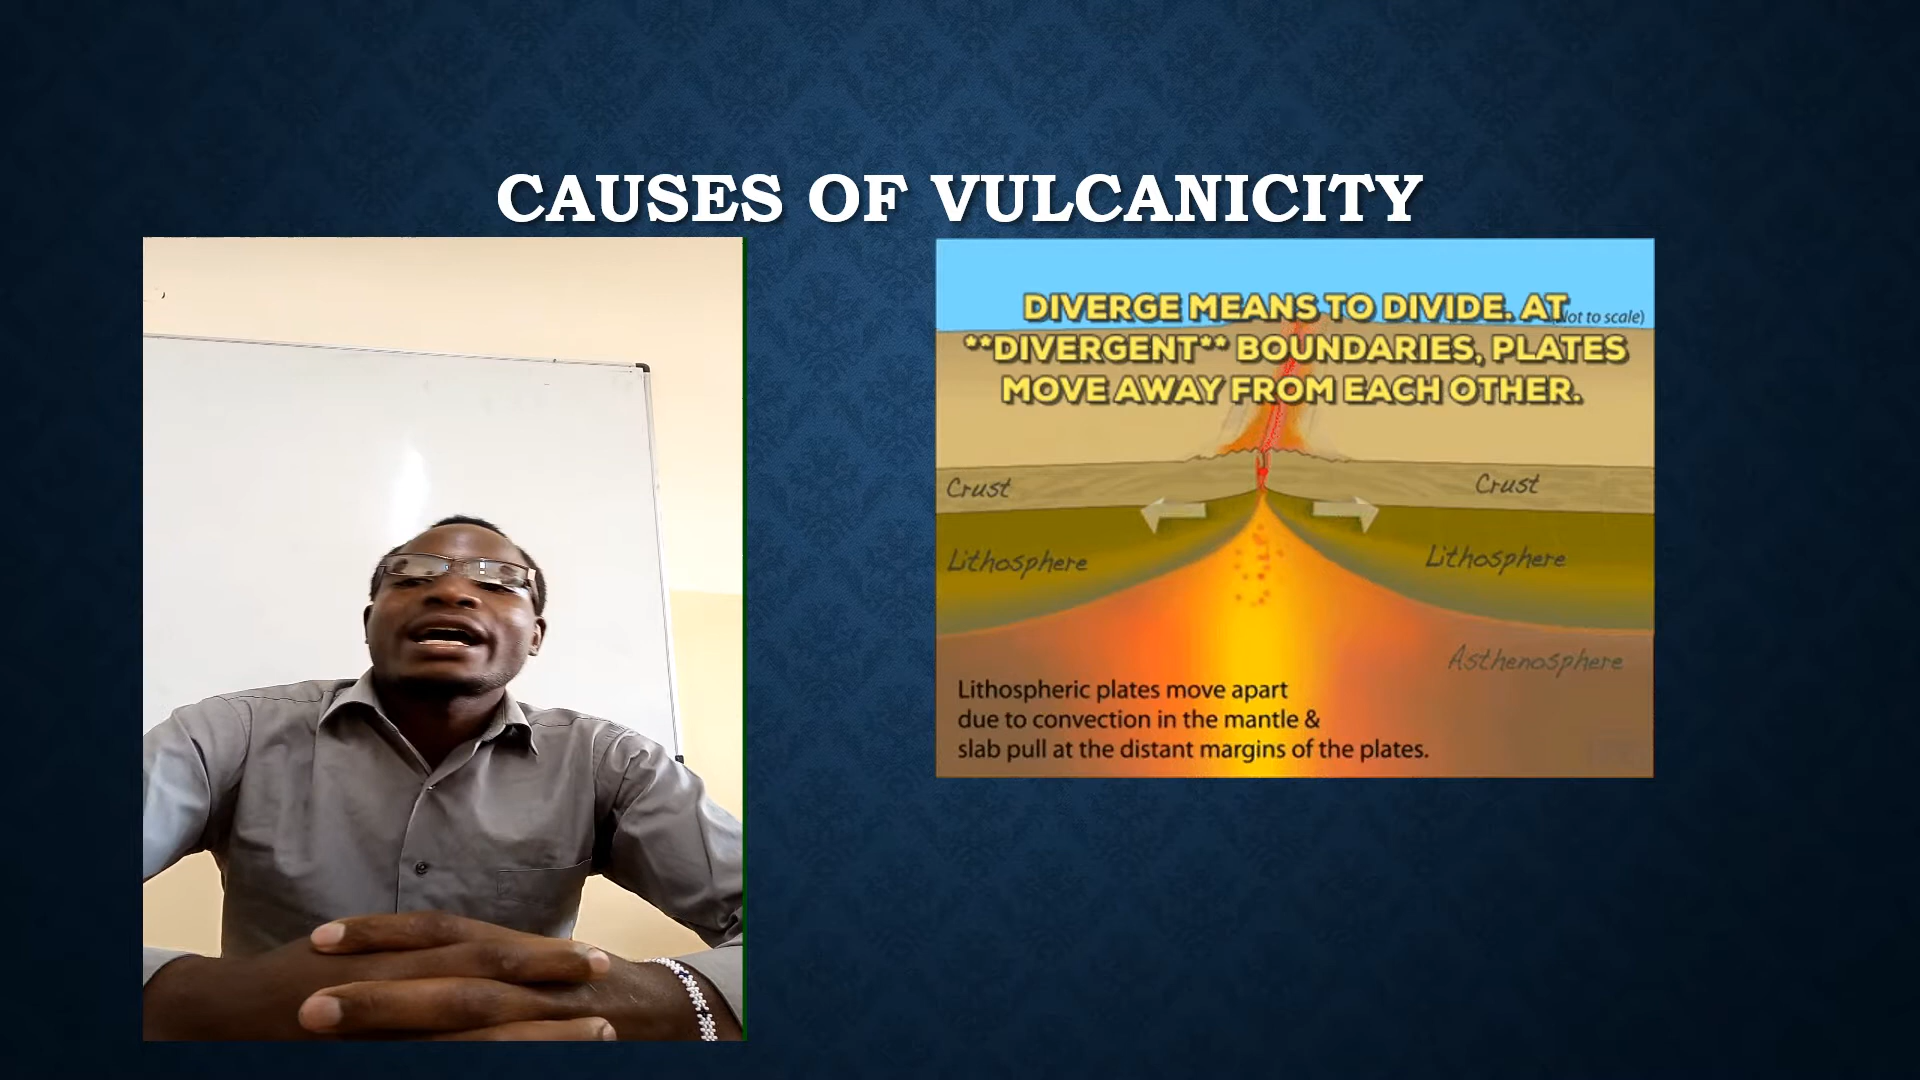 CAUSES OF VULCANICITY
DIVERGE MEANS TO DIVIDE. AT
**DIVERGENT** BOUNDARIES, PLATES
MOVE AWAY FROM EACH OTHER.
to scale)
Crust
Crust
Lithosphere
Lithosphere
Asthenosphere
Lithospheric plates move apart
due to convection in the mantle &
slab pull at the distant margins of the plates.